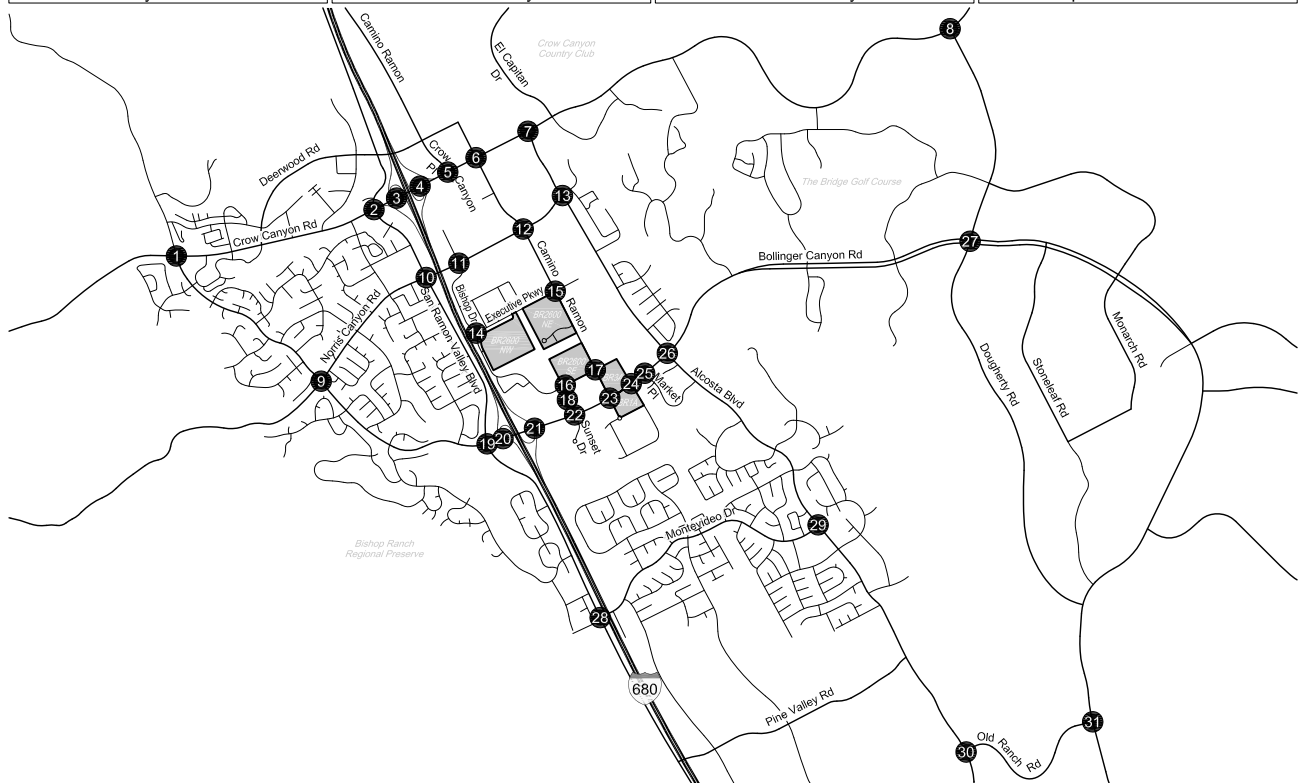 8
Camino Ramon
El Capitan
Dr
Crow Canyon
Country Club
7
6
5
4
3
2
1
Crow Canyon
Pl
Deerwood Rd
Crow Canyon Rd
13
12
11
10
The Bridge Golf Course
27
Bollinger Canyon Rd
Camino
Ramon
15
Bishop Dr
Executive Pkwy
14
BR2600
NE
BR2600
NW
San Ramon Valley Blvd
Norris Canyon Rd
9
26
17
25
24
16
18
23
22
21
20
19
Market
Pl
Alcosta Blvd
Sunset
Dr
Dougherty Rd
Stoneleaf Rd
Monarch Rd
Montevideo Dr
29
Bishop Ranch
Regional Preserve
28
680
Pine Valley Rd
31
30
Old Ranch
Rd